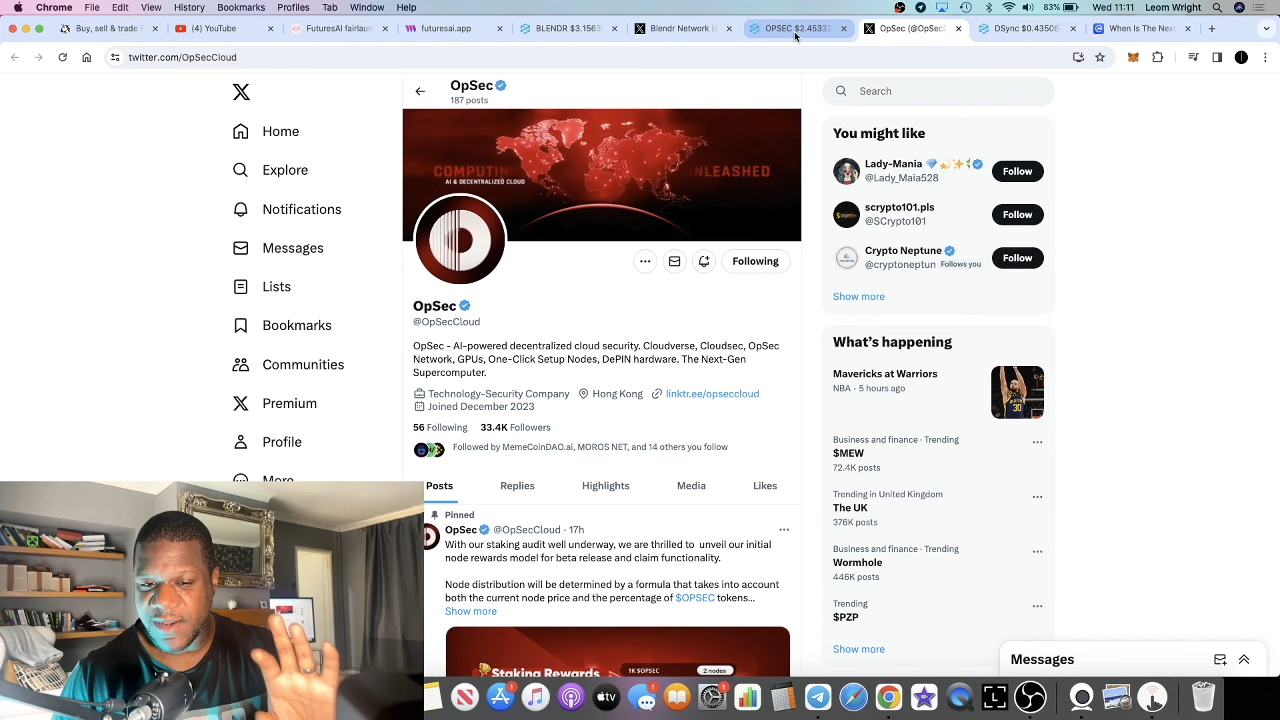 Chrome File Edit View History Bookmarks Profiles Tab Window Help 83% Wed 11:11 Leom Wright
Buy, sell & trade (4) YouTube FuturesAI fairlaun futuresai.app BLENDR $3.156 Blendr Network (@ OPSEC $2.4533 OpSec (@OpSecC DSync $0.43506 When Is The Next
twitter.com/OpSecCloud
OpSec
187 posts
Search
Home
Explore
Notifications
Messages
Lists
Bookmarks
Communities
Premium
Profile
More
AI & DECENTRALIZED CLOUD
Following
OpSec
@OpSecCloud
OpSec - AI-powered decentralized cloud security. Cloudverse, Cloudsec, OpSec
Network, GPUs, One-Click Setup Nodes, DePIN hardware. The Next-Gen
Supercomputer.
Technology-Security Company Hong Kong linktr.ee/opseccloud
Joined December 2023
56 Following 33.4K Followers
Followed by MemeCoinDAO.ai, MOROS NET, and 14 others you follow
Posts Replies Highlights Media Likes
Pinned
OpSec @OpSecCloud · 17h
With our staking audit well underway, we are thrilled to unveil our initial
node rewards model for beta release and claim functionality.
Node distribution will be determined by a formula that takes into account
both the current node price and the percentage of $OPSEC tokens...
Show more
Staking Rewards 1K $OPSEC 2 nodes
You might like
Lady-Mania
@Lady_Maia528
Follow
scrypto101.pls
@SCrypto101
Follow
Crypto Neptune
@cryptoneptun Follows you
Follow
Show more
What's happening
Mavericks at Warriors
NBA · 5 hours ago
Business and finance · Trending
$MEW
72.4K posts
Trending in United Kingdom
The UK
376K posts
Business and finance · Trending
Wormhole
446K posts
Trending
$PZP
Show more
Messages